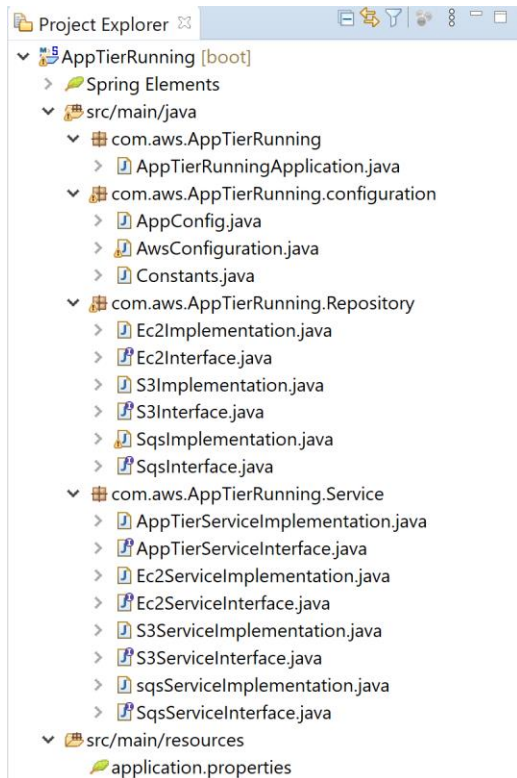 Project Explorer
AppTierRunning [boot]
Spring Elements
src/main/java
com.aws.AppTierRunning
AppTierRunningApplication.java
com.aws.AppTierRunning.configuration
AppConfig.java
AwsConfiguration.java
Constants.java
com.aws.AppTierRunning.Repository
Ec2Implementation.java
Ec2Interface.java
S3Implementation.java
S3Interface.java
SqsImplementation.java
SqsInterface.java
com.aws.AppTierRunning.Service
AppTierServiceImplementation.java
AppTierServiceInterface.java
Ec2ServiceImplementation.java
Ec2ServiceInterface.java
S3ServiceImplementation.java
S3ServiceInterface.java
sqsServiceImplementation.java
SqsServiceInterface.java
src/main/resources
application.properties